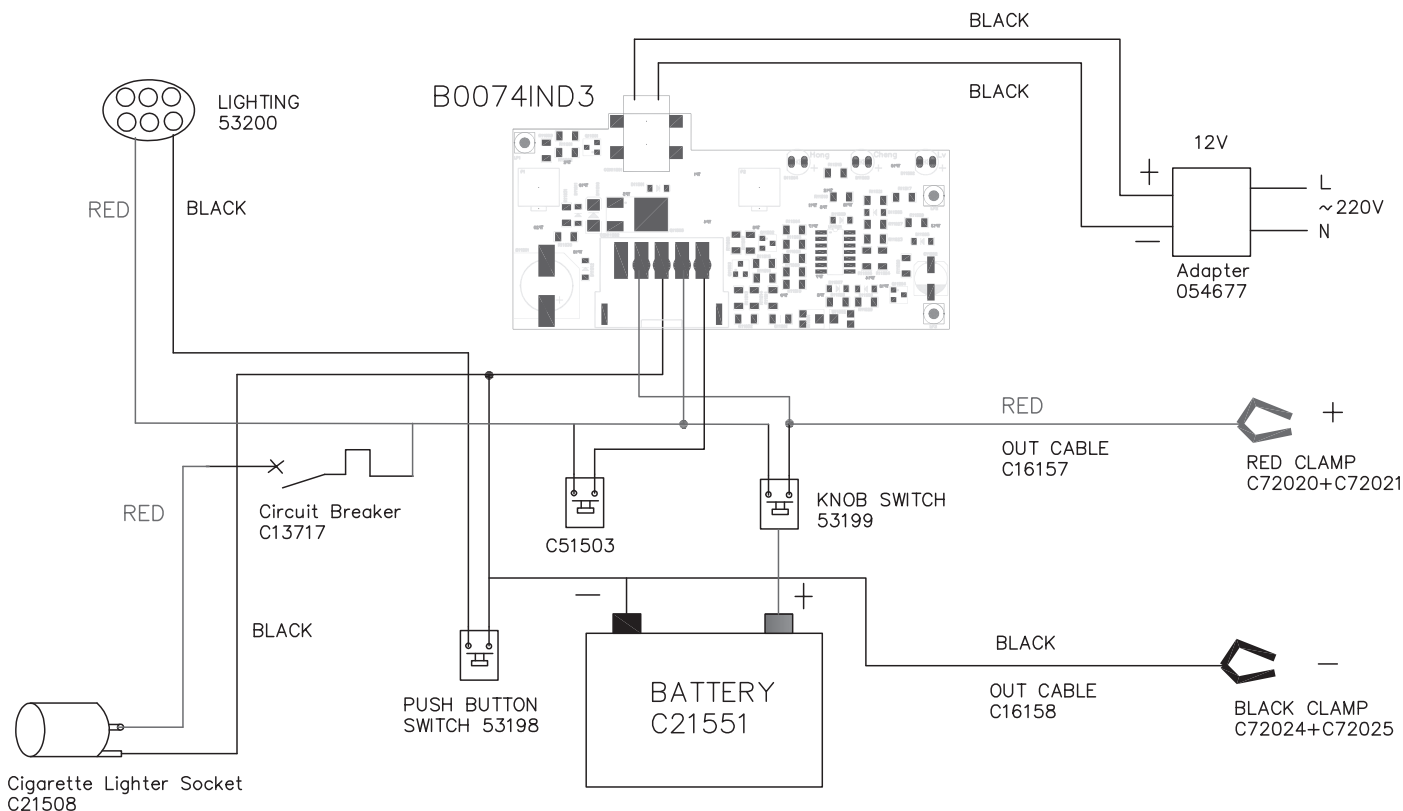 BLACK
B0074IND3
BLACK
LIGHTING
53200
12V
+
L
~220V
N
−
RED
BLACK
Adapter
054677
RED
+
OUT CABLE
C16157
RED CLAMP
C72020+C72021
RED
Circuit Breaker
C13717
C51503
KNOB SWITCH
53199
−
+
BLACK
BLACK
−
OUT CABLE
C16158
BLACK CLAMP
C72024+C72025
PUSH BUTTON
SWITCH 53198
BATTERY
C21551
Cigarette Lighter Socket
C21508